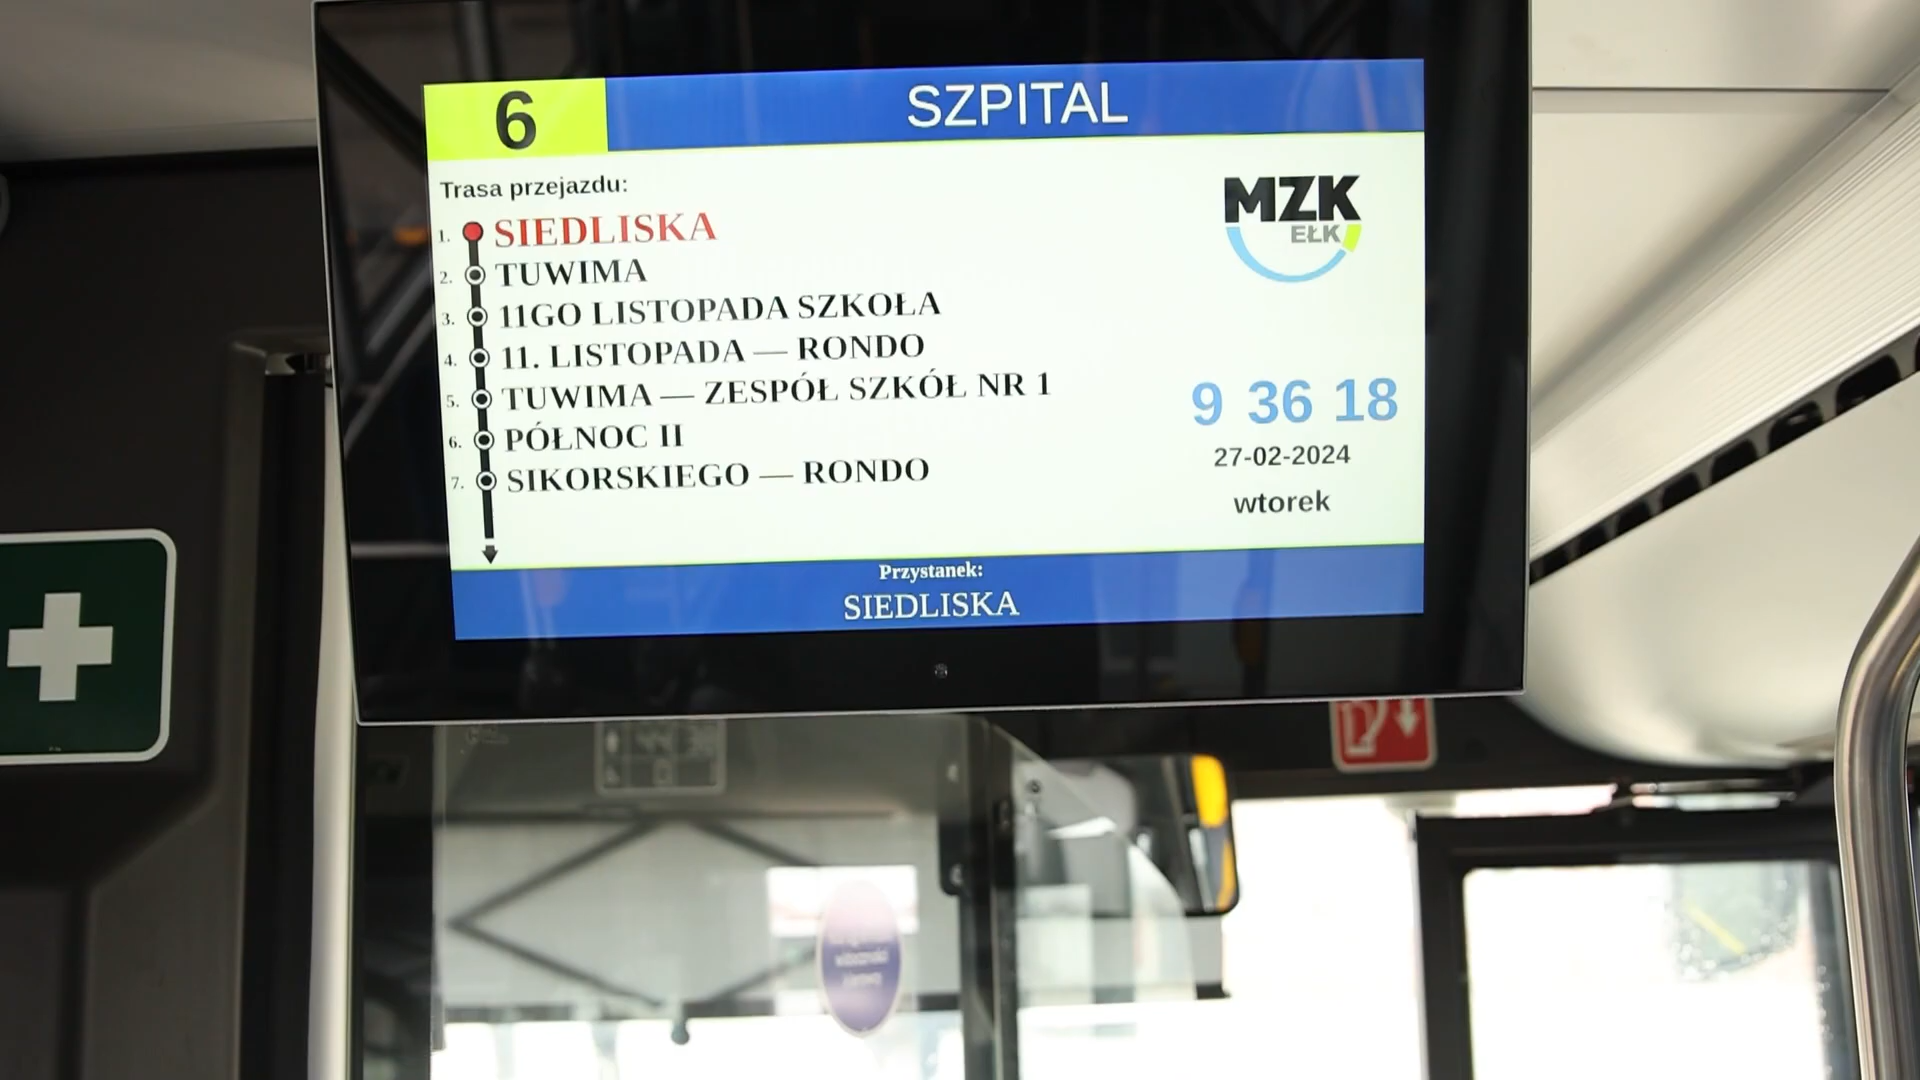 6
SZPITAL
Trasa przejazdu:
1. SIEDLISKA
2. TUWIMA
3. 11GO LISTOPADA SZKOŁA
4. 11. LISTOPADA — RONDO
5. TUWIMA — ZESPÓŁ SZKÓŁ NR 1
6. PÓŁNOC II
7. SIKORSKIEGO — RONDO
MZK
EŁK
9 36 18
27-02-2024
wtorek
Przystanek:
SIEDLISKA